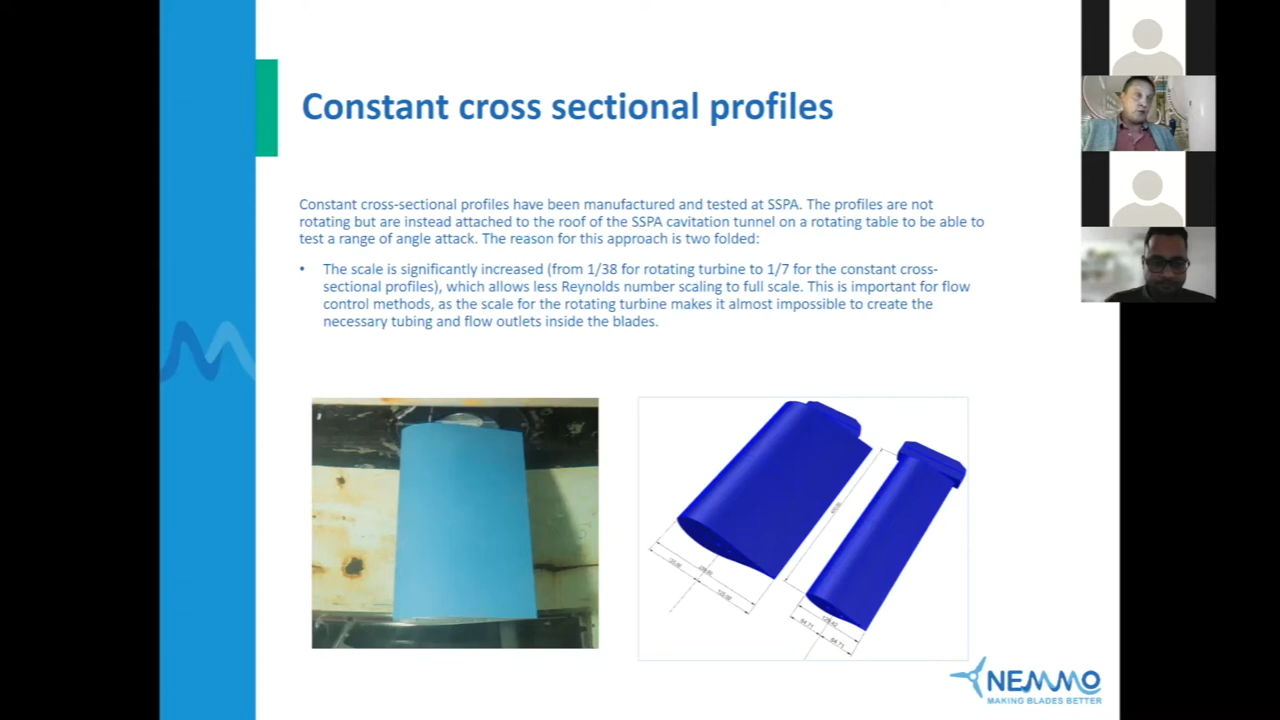 Constant cross sectional profiles
Constant cross-sectional profiles have been manufactured and tested at SSPA. The profiles are not
rotating but are instead attached to the roof of the SSPA cavitation tunnel on a rotating table to be able to
test a range of angle attack. The reason for this approach is two folded:
• The scale is significantly increased (from 1/38 for rotating turbine to 1/7 for the constant cross-
sectional profiles), which allows less Reynolds number scaling to full scale. This is important for flow
control methods, as the scale for the rotating turbine makes it almost impossible to create the
necessary tubing and flow outlets inside the blades.
64.71
64.71
NEMMO
MAKING BLADES BETTER